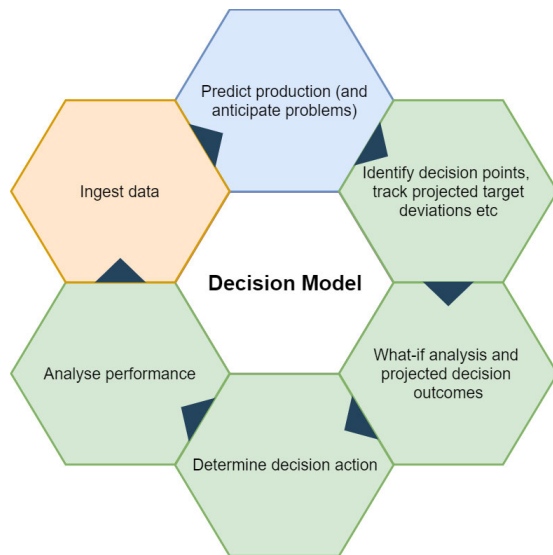 Predict production (and
anticipate problems)
Identify decision points,
track projected target
deviations etc
Ingest data
Decision Model
What-if analysis and
projected decision
outcomes
Analyse performance
Determine decision action